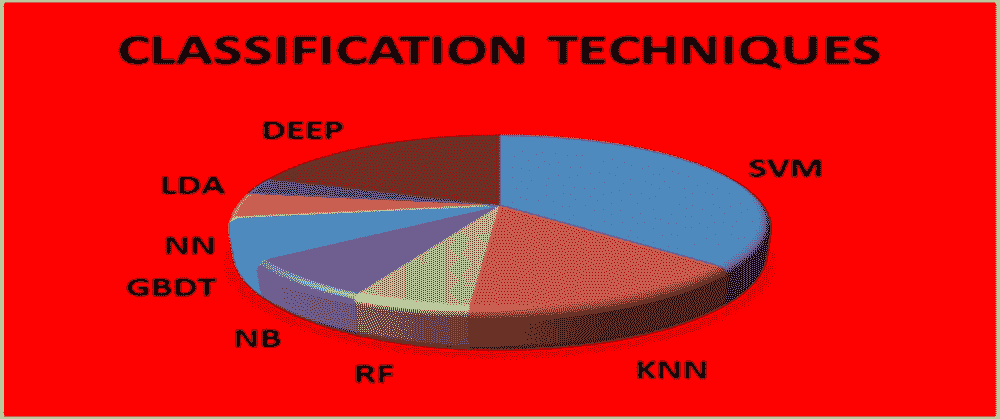 CLASSIFICATION TECHNIQUES
DEEP
SVM
LDA
NN
GBDT
NB
RF
KNN